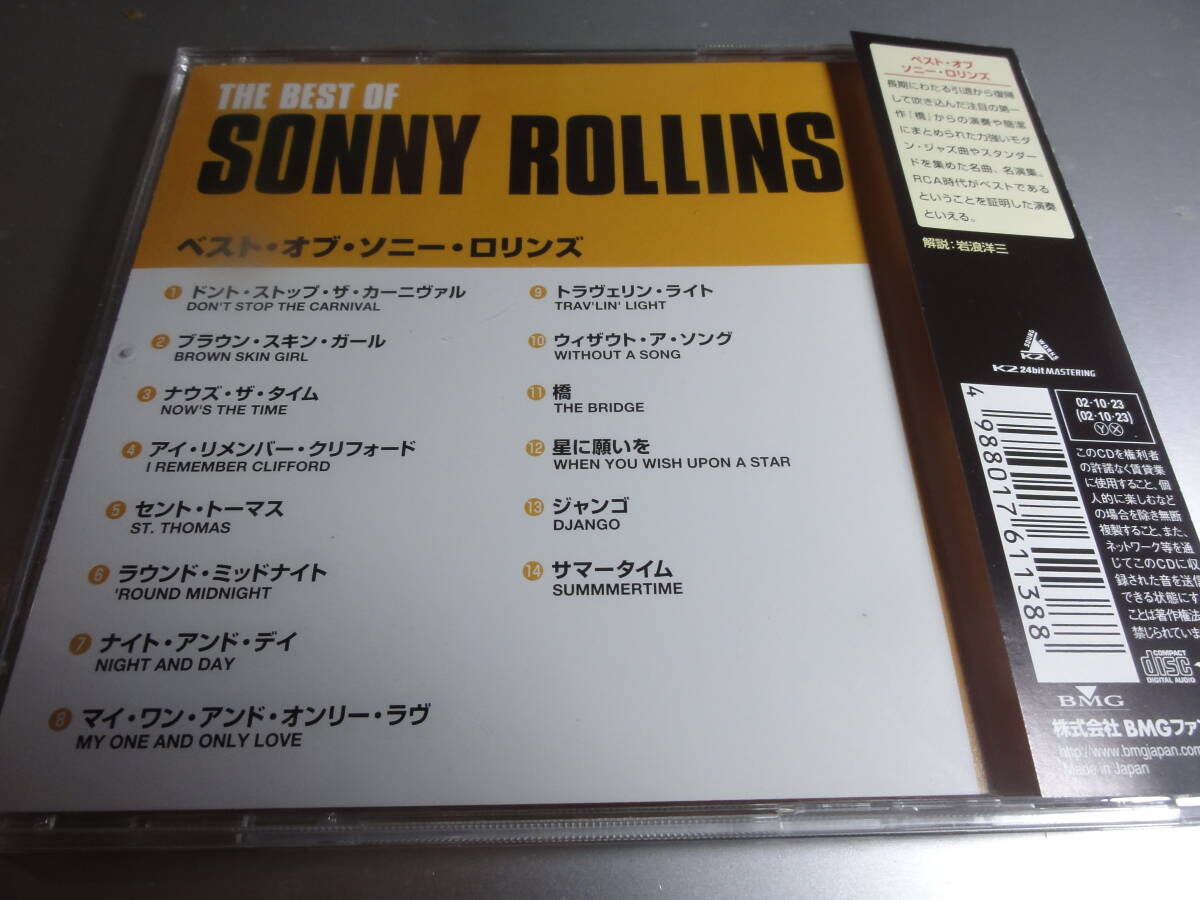 THE BEST OF
SONNY ROLLINS
ベスト・オブ・ソニー・ロリンズ
1 ドント・ストップ・ザ・カーニヴァル
DON'T STOP THE CARNIVAL
2 ブラウン・スキン・ガール
BROWN SKIN GIRL
3 ナウズ・ザ・タイム
NOW'S THE TIME
4 アイ・リメンバー・クリフォード
I REMEMBER CLIFFORD
5 セント・トーマス
ST. THOMAS
6 ラウンド・ミッドナイト
'ROUND MIDNIGHT
7 ナイト・アンド・デイ
NIGHT AND DAY
8 マイ・ワン・アンド・オンリー・ラヴ
MY ONE AND ONLY LOVE
9 トラヴェリン・ライト
TRAV'LIN' LIGHT
10 ウィザウト・ア・ソング
WITHOUT A SONG
11 橋
THE BRIDGE
12 星に願いを
WHEN YOU WISH UPON A STAR
13 ジャンゴ
DJANGO
14 サマータイム
SUMMMERTIME
ベスト・オブ
ソニー・ロリンズ
長期にわたる引退から復帰
して吹き込んだ注目の第一
作「橋」からの演奏や簡潔
にまとめられた力強いモダ
ン・ジャズ曲やスタンダー
ドを集めた名曲、名演集。
RCA時代がベストである
ということを証明した演奏
といえる。
解説:岩浪洋三
K2
K2 24bit MASTERING
4 988017 611388
02・10・23
(02・10・23)
Y X
このCDを権利者
の許諾なく賃貸業
に使用すること、個
人的に楽しむなど
の場合を除き無断
複製すること、また、
ネットワーク等を通
じてこのCDに収
録された音を送信
できる状態にす
ことは著作権法
禁じられていま
COMPACT
disc
DIGITAL AUDIO
BMG
株式会社 BMGファ
http://www.bmgjapan.com
Made in Japan